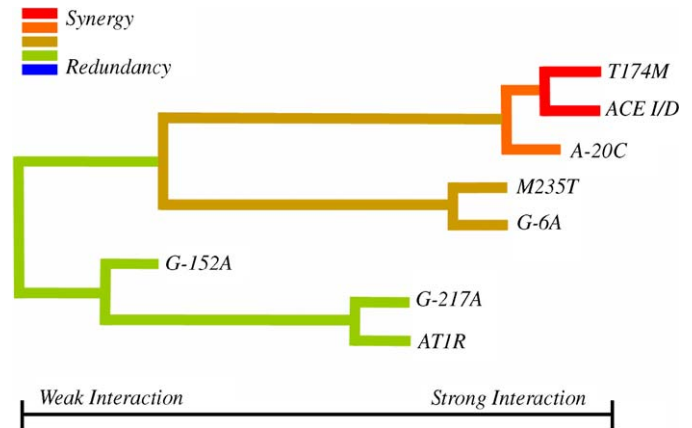 Synergy
Redundancy
T174M
ACE I/D
A-20C
M235T
G-6A
G-152A
G-217A
AT1R
Weak Interaction
Strong Interaction